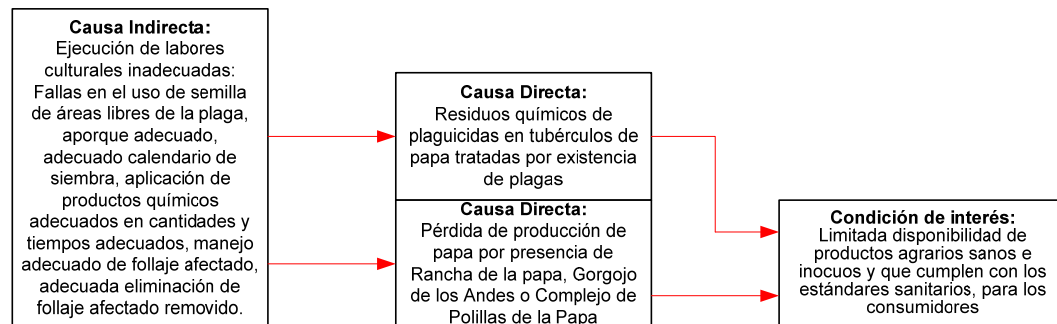 Causa Indirecta:
Ejecución de labores
culturales inadecuadas:
Fallas en el uso de semilla
de áreas libres de la plaga,
aporque adecuado,
adecuado calendario de
siembra, aplicación de
productos químicos
adecuados en cantidades y
tiempos adecuados, manejo
adecuado de follaje afectado,
adecuada eliminación de
follaje afectado removido.
Causa Directa:
Residuos químicos de
plaguicidas en tubérculos de
papa tratadas por existencia
de plagas
Causa Directa:
Pérdida de producción de
papa por presencia de
Rancha de la papa, Gorgojo
de los Andes o Complejo de
Polillas de la Papa
Condición de interés:
Limitada disponibilidad de
productos agrarios sanos e
inocuos y que cumplen con los
estándares sanitarios, para los
consumidores